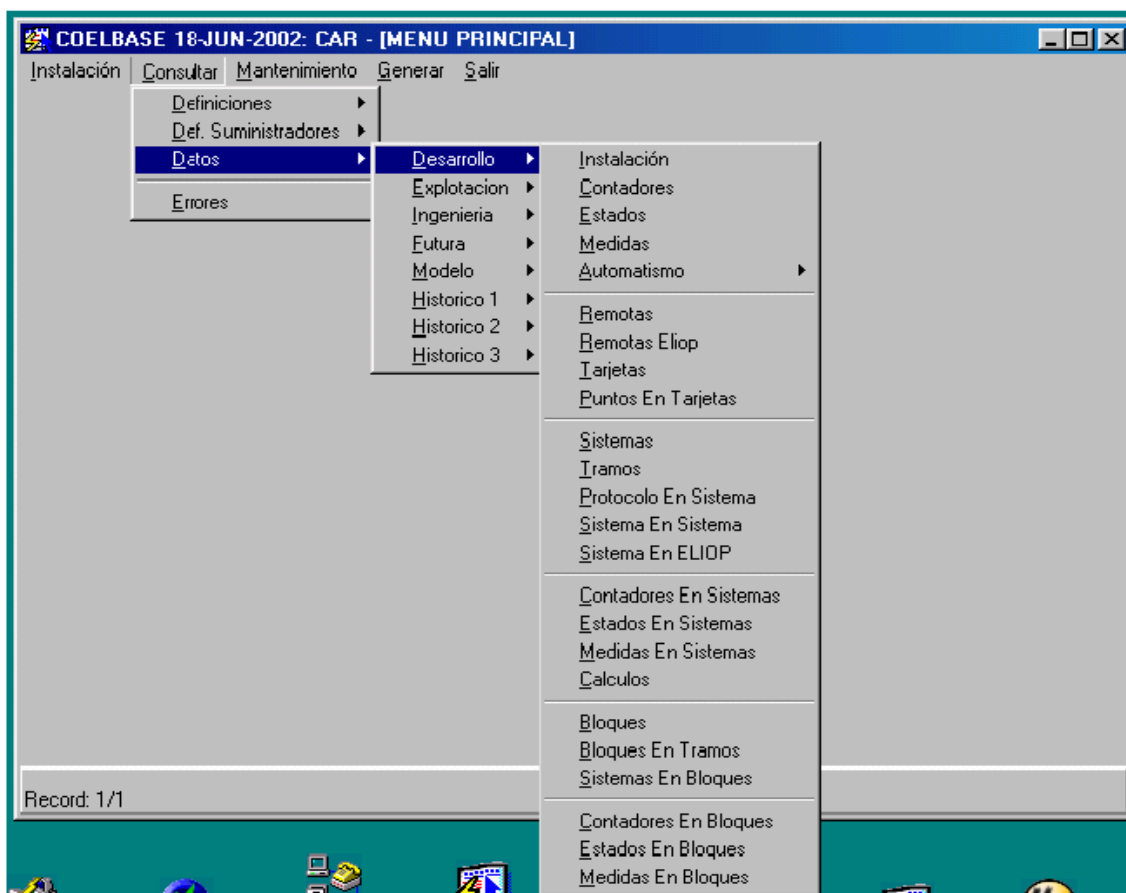 COELBASE 18-JUN-2002: CAR - [MENU PRINCIPAL]
Instalación Consultar Mantenimiento Generar Salir
Definiciones
Def. Suministradores
Datos
Errores
Desarrollo
Explotacion
Ingenieria
Futura
Modelo
Historico 1
Historico 2
Historico 3
Instalación
Contadores
Estados
Medidas
Automatismo
Remotas
Remotas Eliop
Tarjetas
Puntos En Tarjetas
Sistemas
Tramos
Protocolo En Sistema
Sistema En Sistema
Sistema En ELIOP
Contadores En Sistemas
Estados En Sistemas
Medidas En Sistemas
Calculos
Bloques
Bloques En Tramos
Sistemas En Bloques
Contadores En Bloques
Estados En Bloques
Medidas En Bloques
Record: 1/1